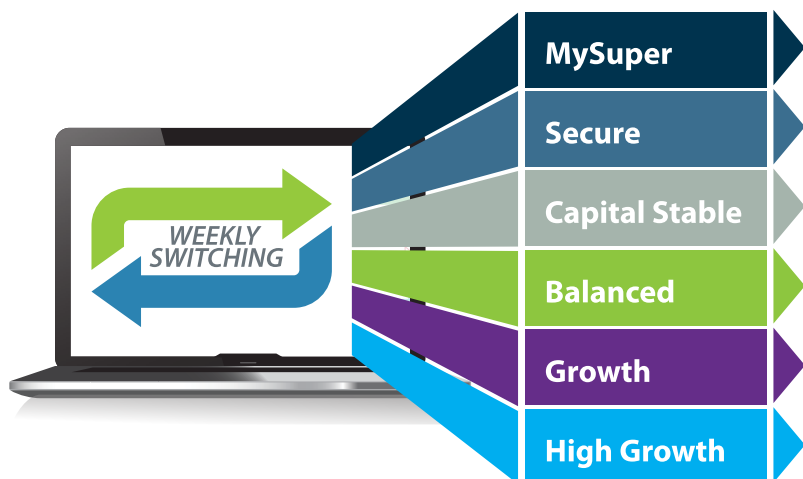 WEEKLY
SWITCHING
MySuper
Secure
Capital Stable
Balanced
Growth
High Growth